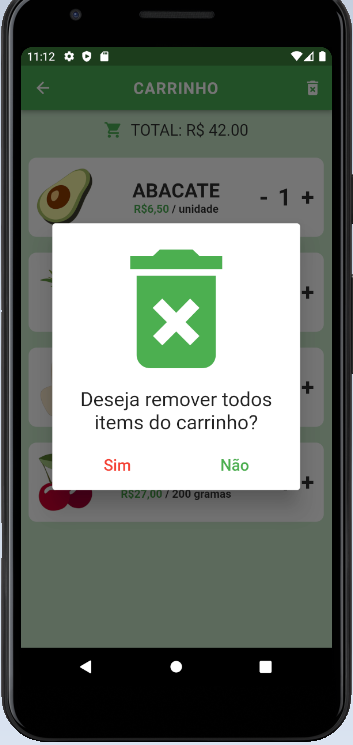 11:12
CARRINHO
TOTAL: R$ 42.00
ABACATE
- 1 +
R$6,50 / unidade
+
+
Deseja remover todos
items do carrinho?
Sim Não
+
R$27,00 / 200 gramas